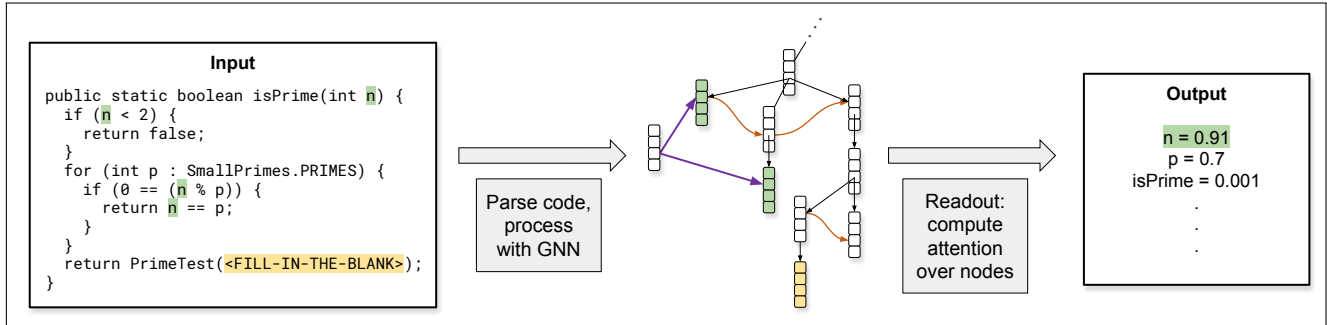 Input
public static boolean isPrime(int n) {
if (n < 2) {
return false;
}
for (int p : SmallPrimes.PRIMES) {
if (0 == (n % p)) {
return n == p;
}
}
return PrimeTest(<FILL-IN-THE-BLANK>);
}
Parse code,
process
with GNN
Readout:
compute
attention
over nodes
Output
n = 0.91
p = 0.7
isPrime = 0.001
.
.
.